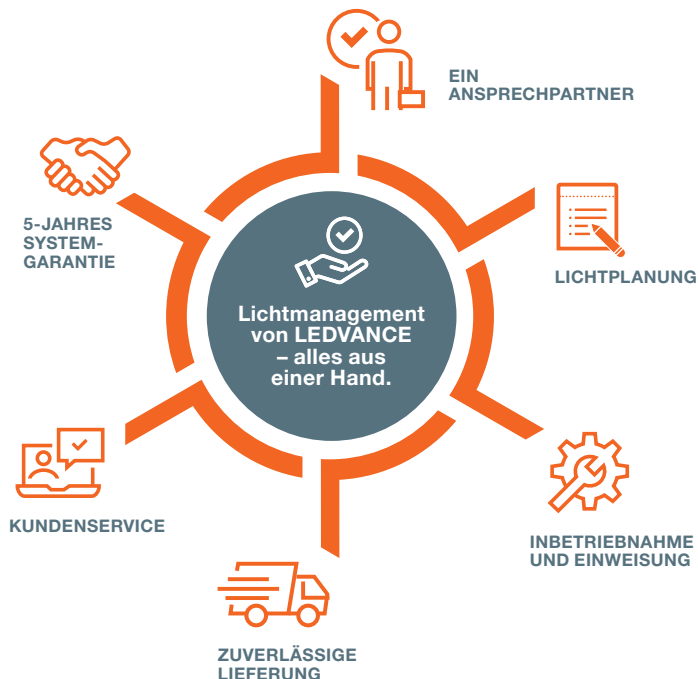 EIN
ANSPRECHPARTNER
LICHTPLANUNG
INBETRIEBNAHME
UND EINWEISUNG
ZUVERLÄSSIGE
LIEFERUNG
KUNDENSERVICE
5-JAHRES
SYSTEM-
GARANTIE
Lichtmanagement
von LEDVANCE
– alles aus
einer Hand.